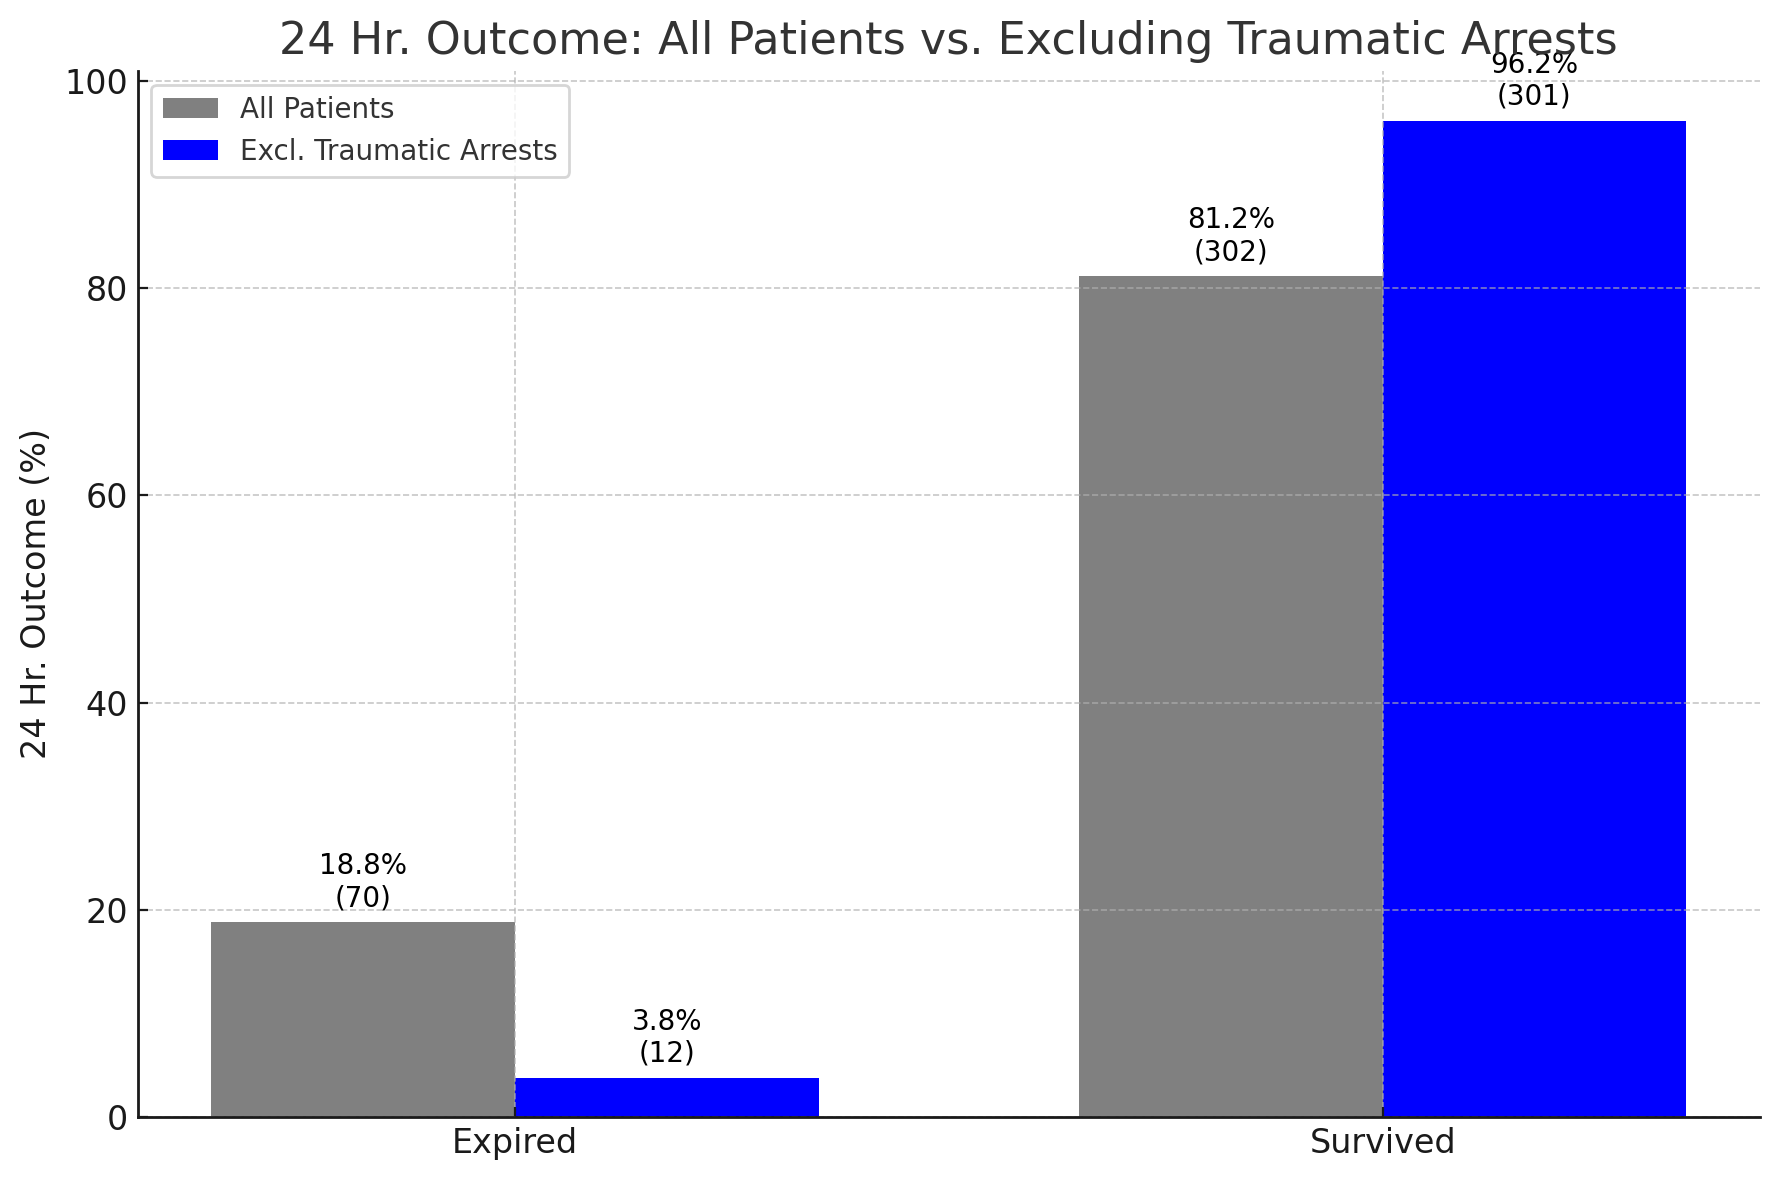 24 Hr. Outcome: All Patients vs. Excluding Traumatic Arrests
All Patients
Excl. Traumatic Arrests
24 Hr. Outcome (%)
100
80
60
40
20
0
18.8%
(70)
3.8%
(12)
81.2%
(302)
96.2%
(301)
Expired
Survived